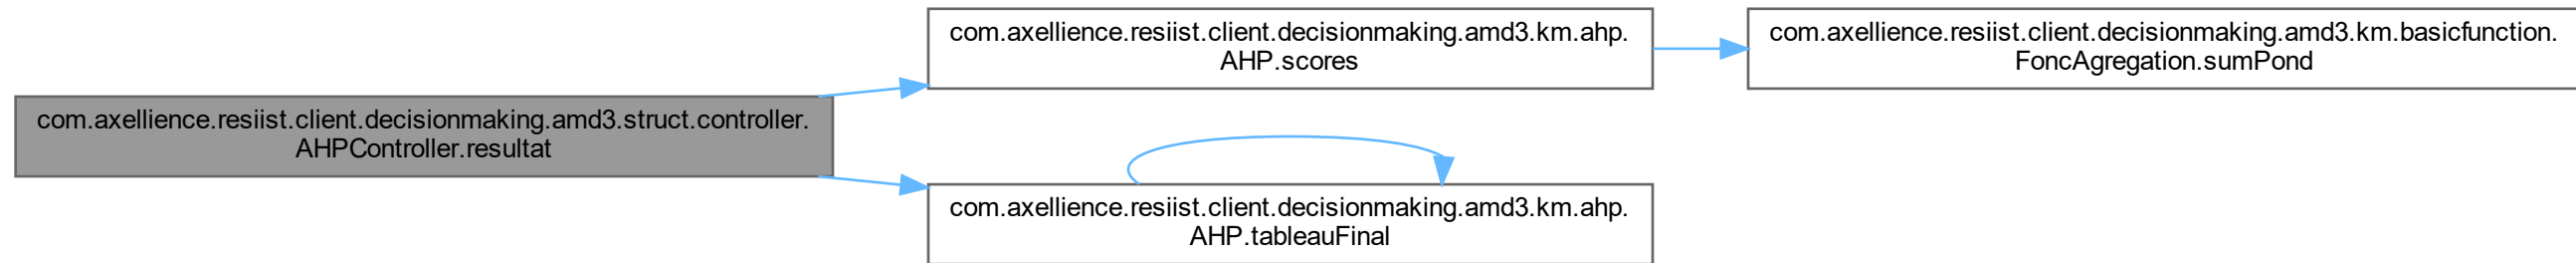 com.axellience.resiist.client.decisionmaking.amd3.struct.controller.
AHPController.resultat
com.axellience.resiist.client.decisionmaking.amd3.km.ahp.
AHP.scores
com.axellience.resiist.client.decisionmaking.amd3.km.basicfunction.
FoncAgregation.sumPond
com.axellience.resiist.client.decisionmaking.amd3.km.ahp.
AHP.tableauFinal